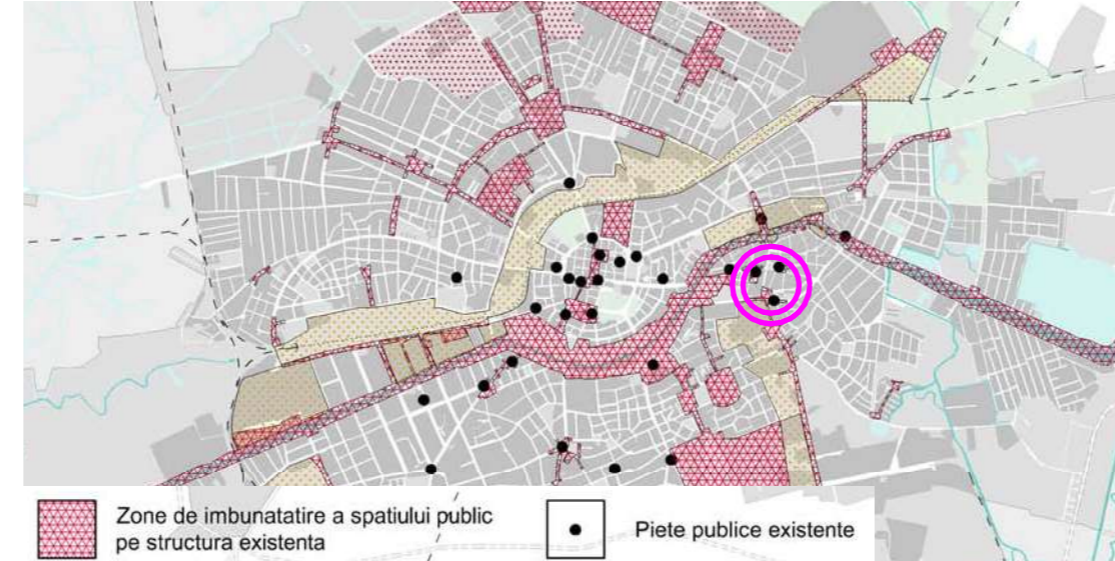 Zone de imbunatatire a spatiului public
pe structura existenta
Piete publice existente